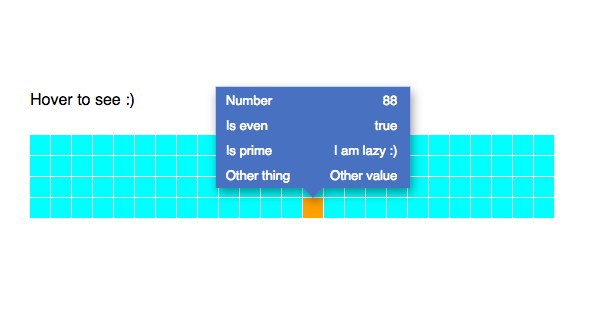 Hover to see :)
Number 88
Is even true
Is prime I am lazy :)
Other thing Other value